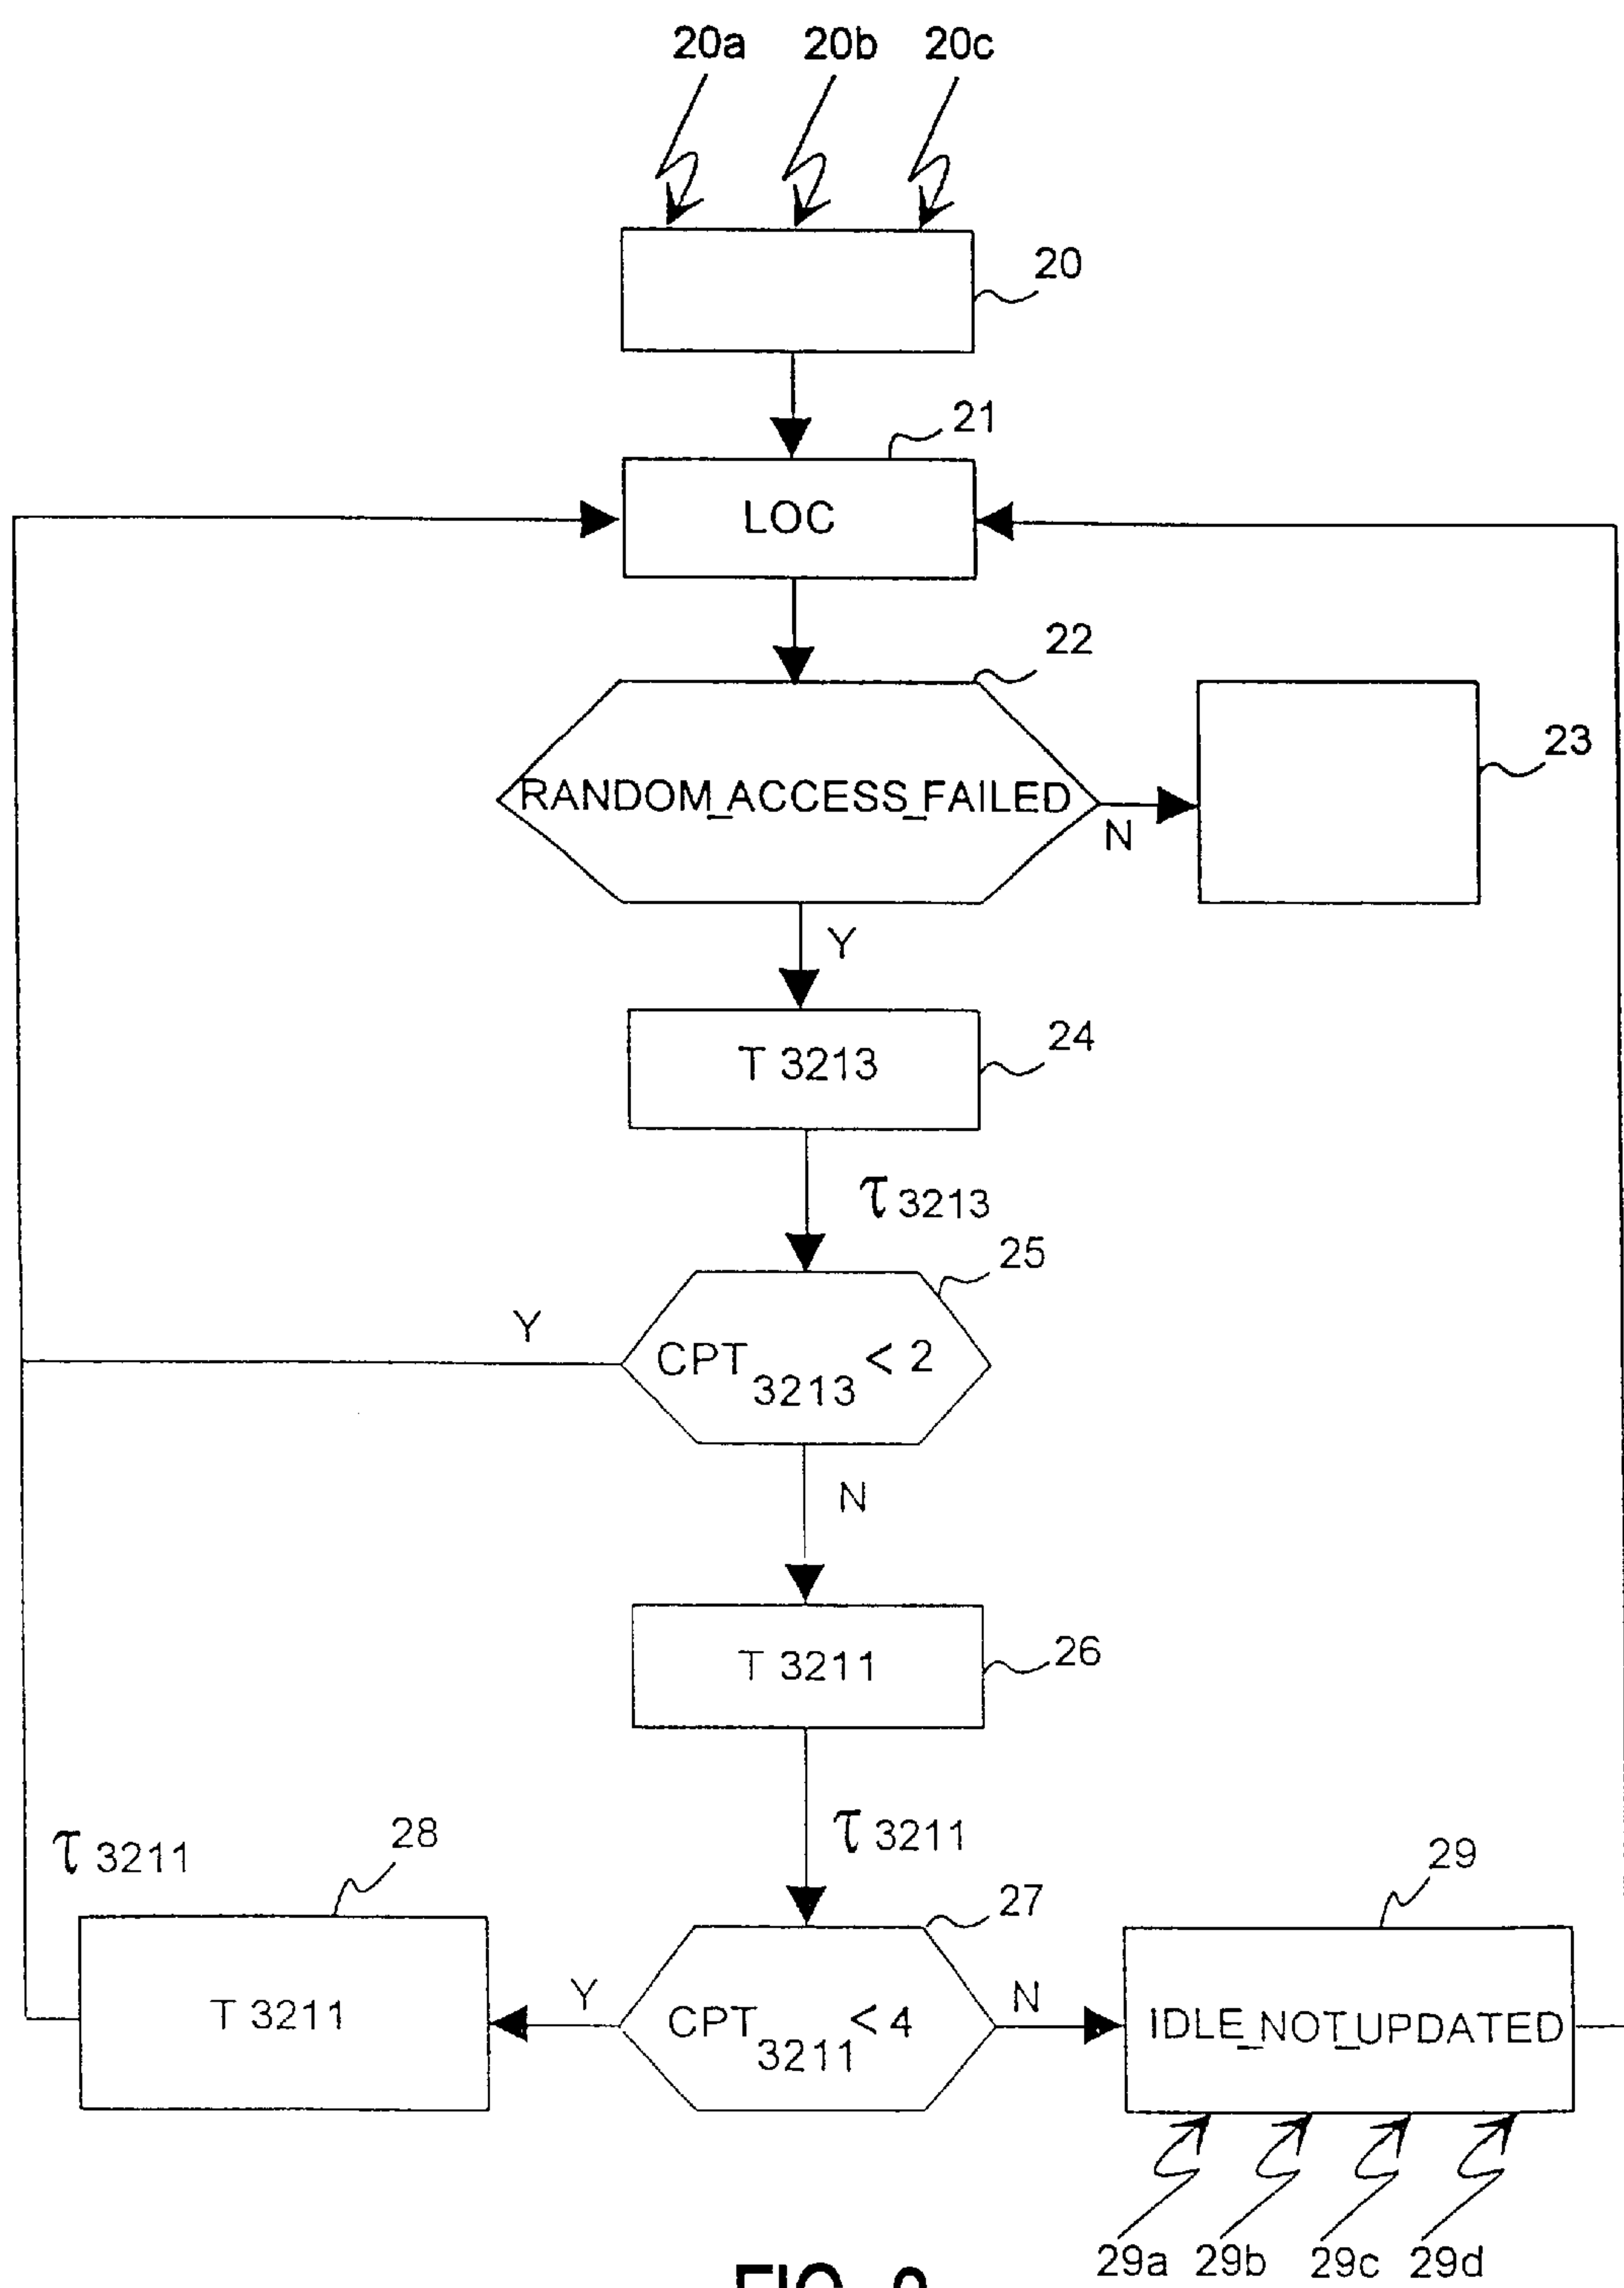 20a 20b 20c
20
21
LOC
22
RANDOM_ACCESS_FAILED
23
N
Y
24
T 3213
τ 3213
25
Y
CPT 3213 < 2
N
26
T 3211
τ 3211
τ 3211
28
29
27
T 3211
Y
CPT 3211 < 4
N
IDLE_NOT_UPDATED
29a 29b 29c 29d
FIG.